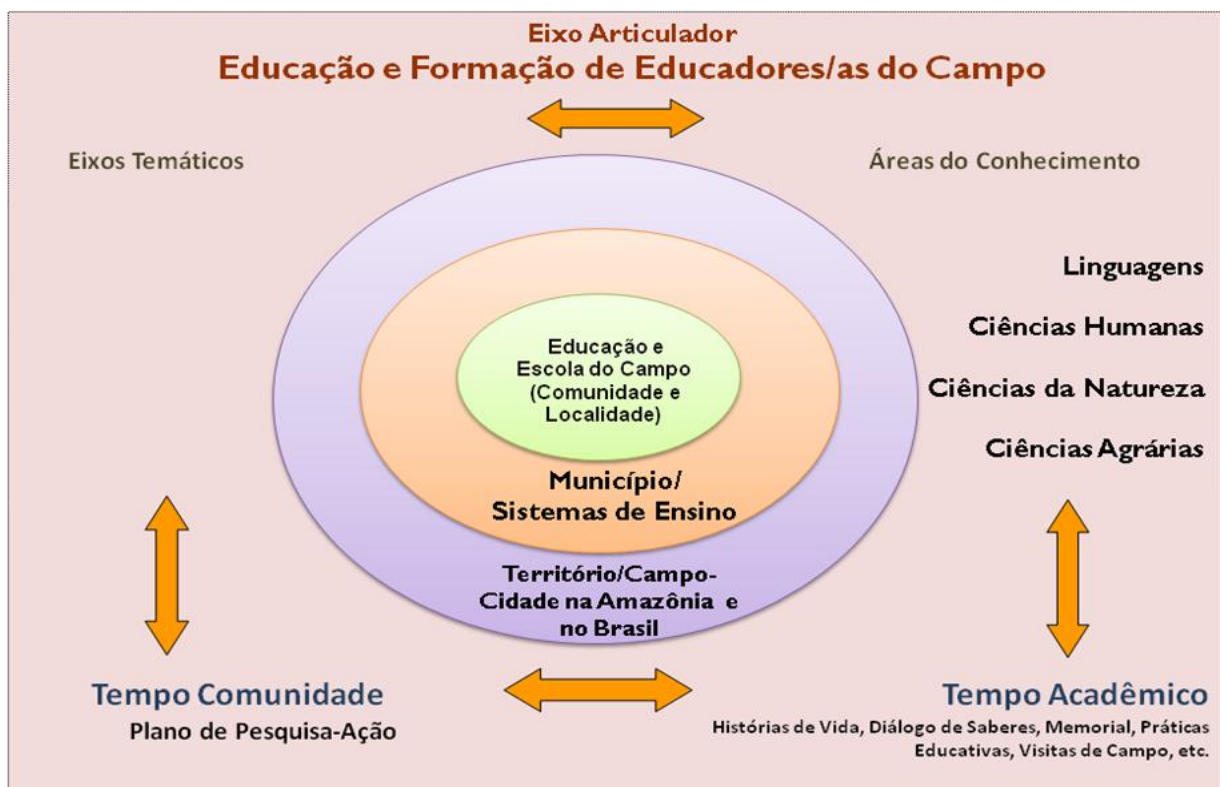 Eixo Articulador
Educação e Formação de Educadores/as do Campo
Eixos Temáticos
Áreas do Conhecimento
Linguagens
Ciências Humanas
Ciências da Natureza
Ciências Agrárias
Educação e
Escola do Campo
(Comunidade e
Localidade)
Município/
Sistemas de Ensino
Território/Campo-
Cidade na Amazônia e
no Brasil
Tempo Comunidade
Plano de Pesquisa-Ação
Tempo Acadêmico
Histórias de Vida, Diálogo de Saberes, Memorial, Práticas
Educativas, Visitas de Campo, etc.